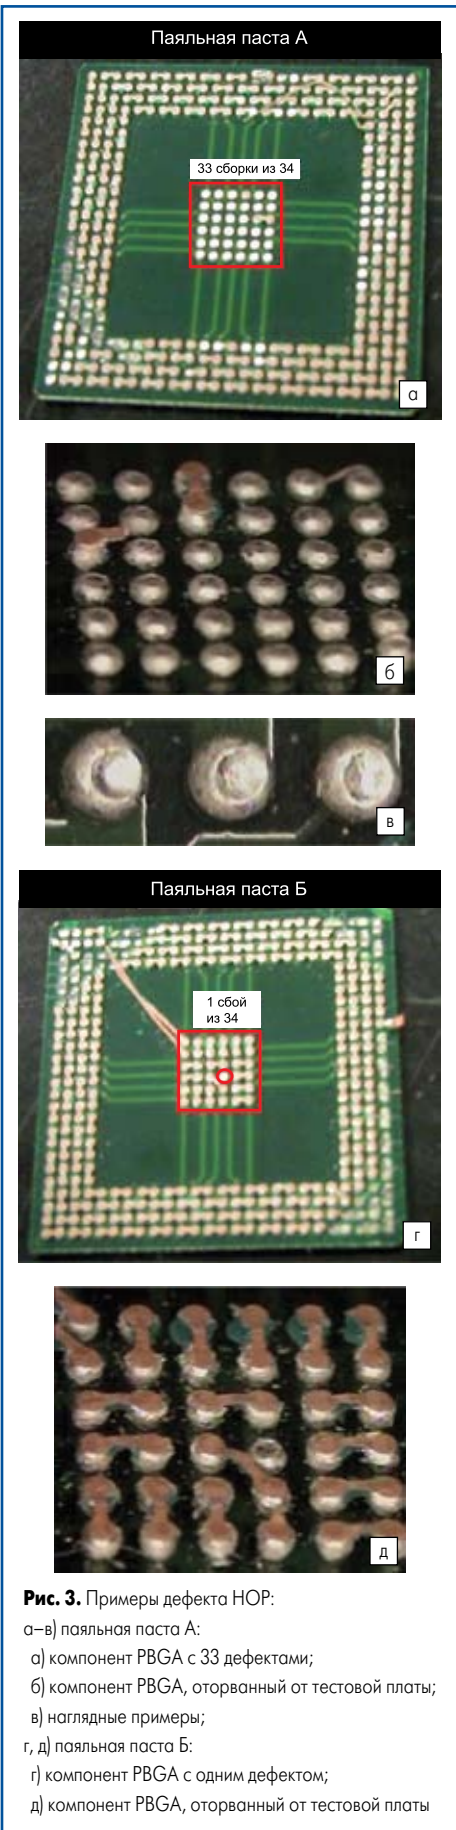 Паяльная паста А
33 сборки из 34
а
б
в
Паяльная паста Б
1 сбой
из 34
г
д
Рис. 3. Примеры дефекта НОР:
а–в) паяльная паста А:
а) компонент PBGA с 33 дефектами;
б) компонент PBGA, оторванный от тестовой платы;
в) наглядные примеры;
г, д) паяльная паста Б:
г) компонент PBGA с одним дефектом;
д) компонент PBGA, оторванный от тестовой платы